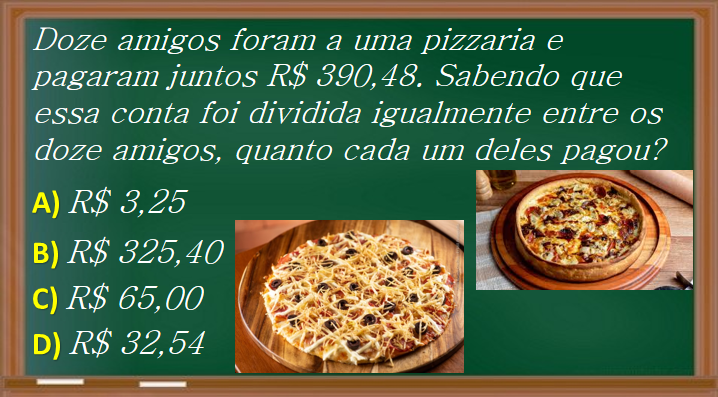 Doze amigos foram a uma pizzaria e
pagaram juntos R$ 390,48. Sabendo que
essa conta foi dividida igualmente entre os
doze amigos, quanto cada um deles pagou?
A) R$ 3,25
B) R$ 325,40
C) R$ 65,00
D) R$ 32,54